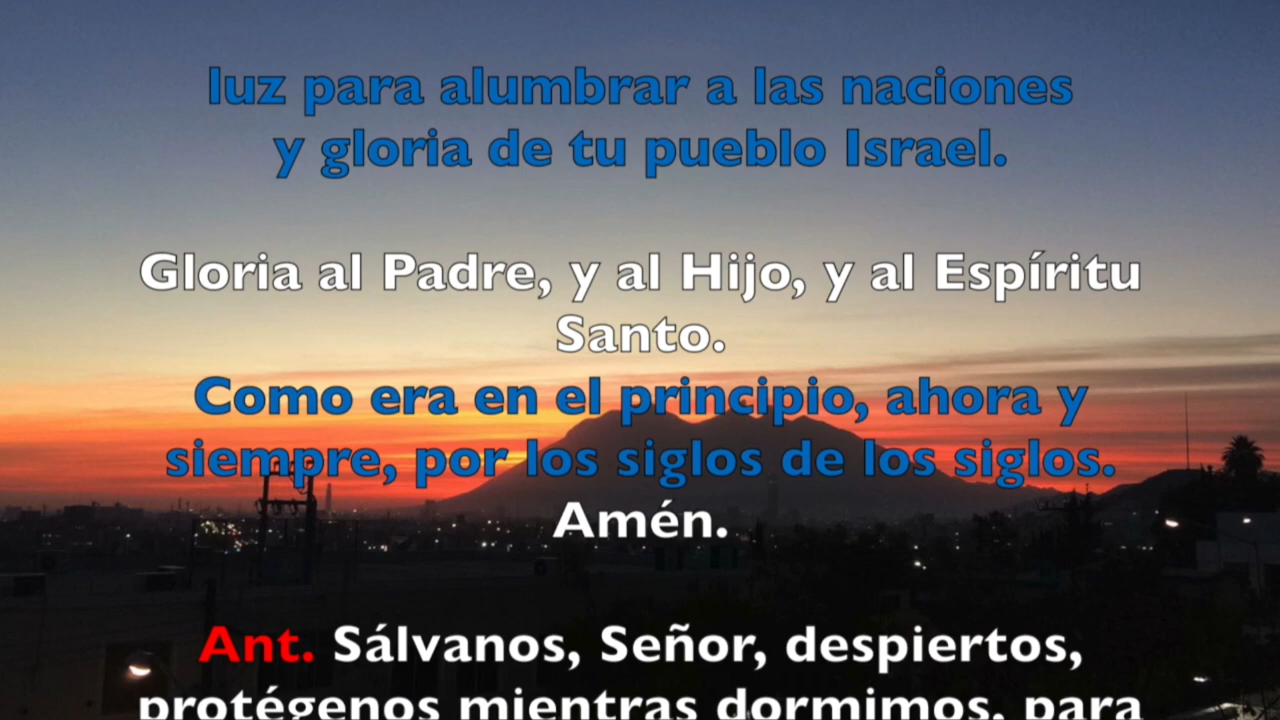 luz para alumbrar a las naciones
y gloria de tu pueblo Israel.
Gloria al Padre, y al Hijo, y al Espíritu
Santo.
Como era en el principio, ahora y
siempre, por los siglos de los siglos.
Amén.
Ant. Sálvanos, Señor, despiertos,
protégenos mientras dormimos, para